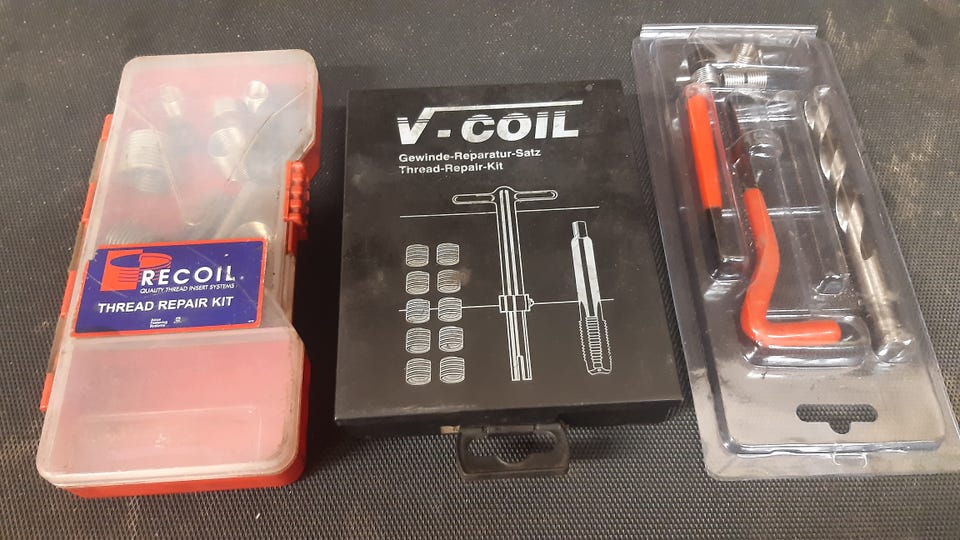 RECOIL
QUALITY THREAD INSERT SYSTEMS
THREAD REPAIR KIT
V-COIL
Gewinde-Reparatur-Satz
Thread-Repair-Kit